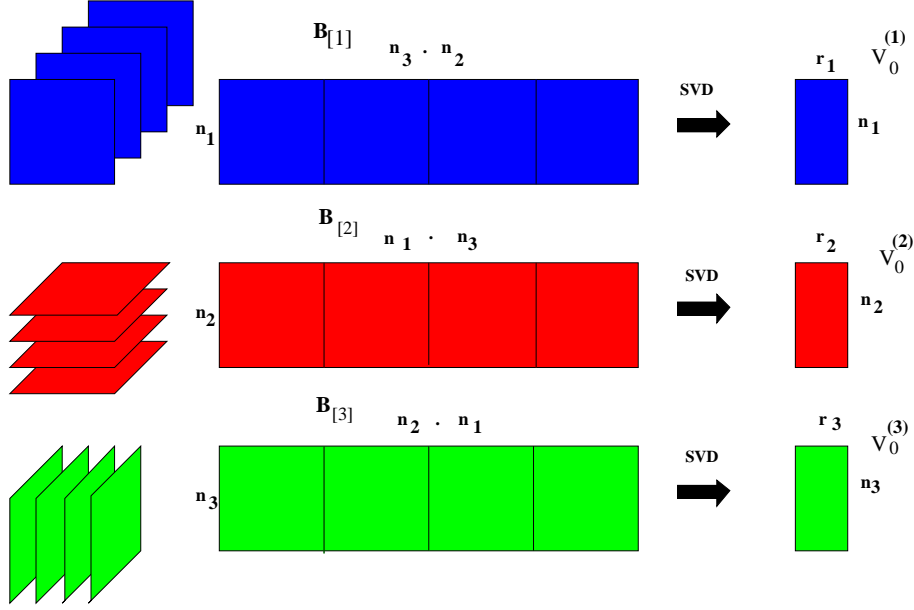 B[1]
n3 · n2
SVD
r1
V0(1)
n1
n1
B[2]
n1 · n3
SVD
r2
V0(2)
n2
n2
B[3]
n2 · n1
SVD
r3
V0(3)
n3
n3